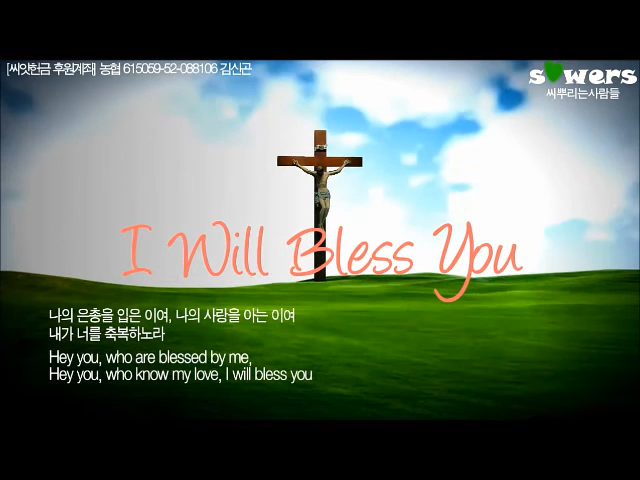 [씨앗헌금 후원계좌] 농협 615059-52-088106 김신곤
sowers
씨뿌리는사람들
I Will Bless You
나의 은총을 입은 이여, 나의 사랑을 아는 이여
내가 너를 축복하노라
Hey you, who are blessed by me,
Hey you, who know my love, I will bless you